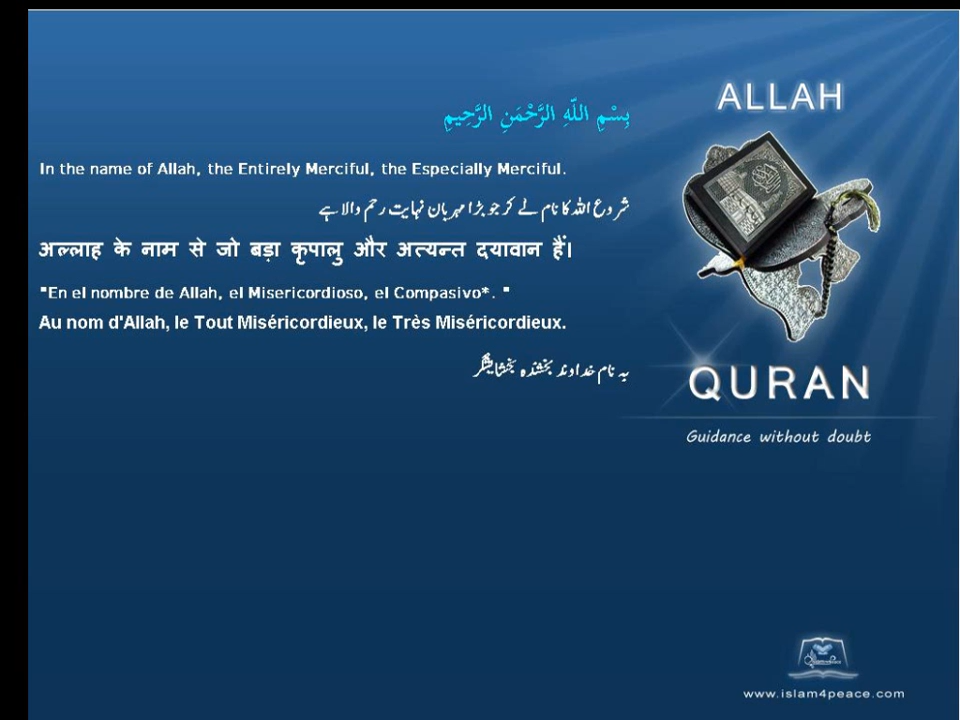 بِسْمِ اللَّهِ الرَّحْمَنِ الرَّحِيمِ
In the name of Allah, the Entirely Merciful, the Especially Merciful.
شروع الله کا نام لے کر جو بڑا مہربان نہایت رحم والا ہے
अल्लाह के नाम से जो बड़ा कृपालु और अत्यन्त दयावान हैं।
"En el nombre de Allah, el Misericordioso, el Compasivo*. "
Au nom d'Allah, le Tout Miséricordieux, le Très Miséricordieux.
به نام خداوند بخشنده بخشایشگر
ALLAH
QURAN
Guidance without doubt
www.islam4peace.com